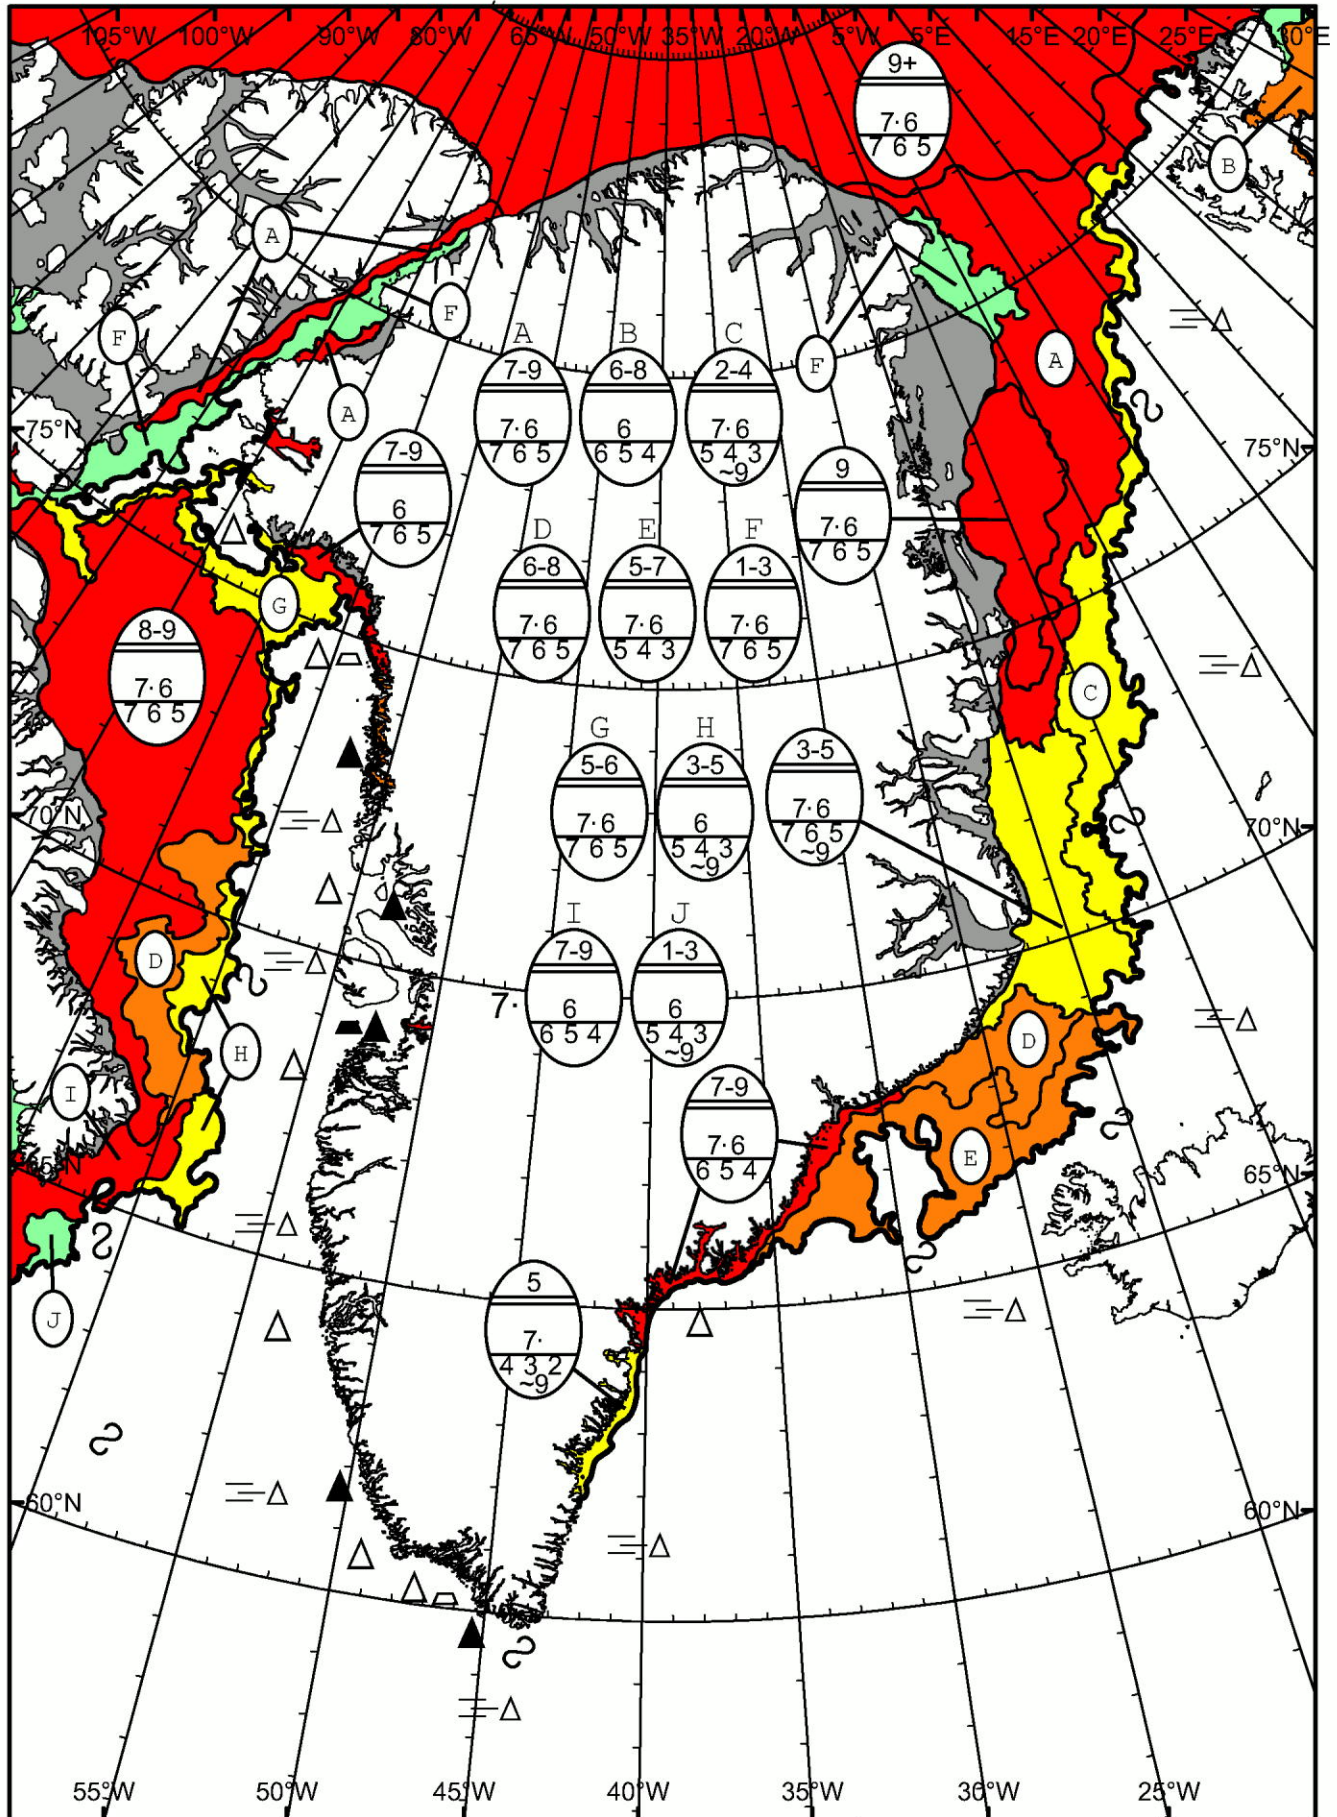 105°W 100°W 90°W 80°W 65°W 50°W 35°W 20°W 5°W 5°E 15°E 20°E 25°E 30°E
9+
7· 6
7 6 5
B
A
F
F
A
F
A
75°N
75°N
A
7-9
7· 6
7 6 5
B
6-8
6
6 5 4
C
2-4
7· 6
5 4 3
~9
7-9
6
7 6 5
9
7· 6
7 6 5
D
6-8
7· 6
7 6 5
E
5-7
7· 6
5 4 3
F
1-3
7· 6
7 6 5
G
8-9
7· 6
7 6 5
C
G
5-6
7· 6
7 6 5
H
3-5
6
5 4 3
~9
3-5
7· 6
7 6 5
~9
70°N
70°N
D
I
7-9
6
6 5 4
J
1-3
6
5 4 3
~9
7·
H
D
I
7-9
7· 6
6 5 4
E
65°N
65°N
5
7·
4 3 2
~9
J
60°N
60°N
55°W 50°W 45°W 40°W 35°W 30°W 25°W